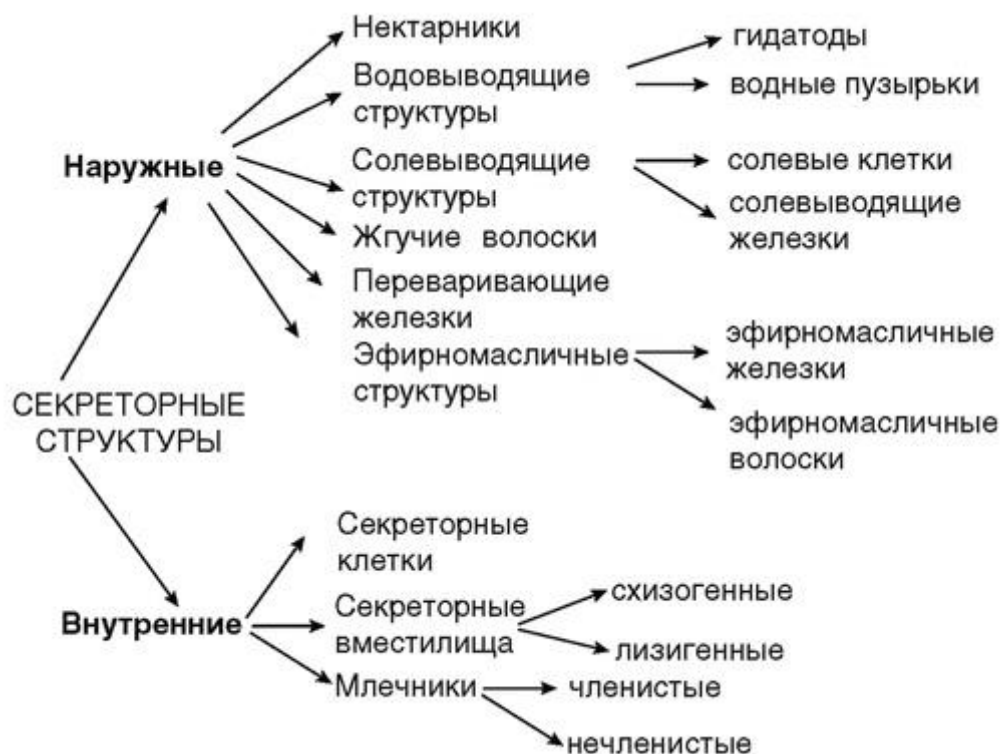 Нектарники
Водовыводящие
структуры
гидатоды
водные пузырьки
Наружные
Солевыводящие
структуры
солевые клетки
солевыводящие
железки
Жгучие волоски
Переваривающие
железки
Эфирномасличные
структуры
эфирномасличные
железки
эфирномасличные
волоски
СЕКРЕТОРНЫЕ
СТРУКТУРЫ
Внутренние
Секреторные
клетки
Секреторные
вместилища
схизогенные
лизигенные
Млечники
членистые
нечленистые